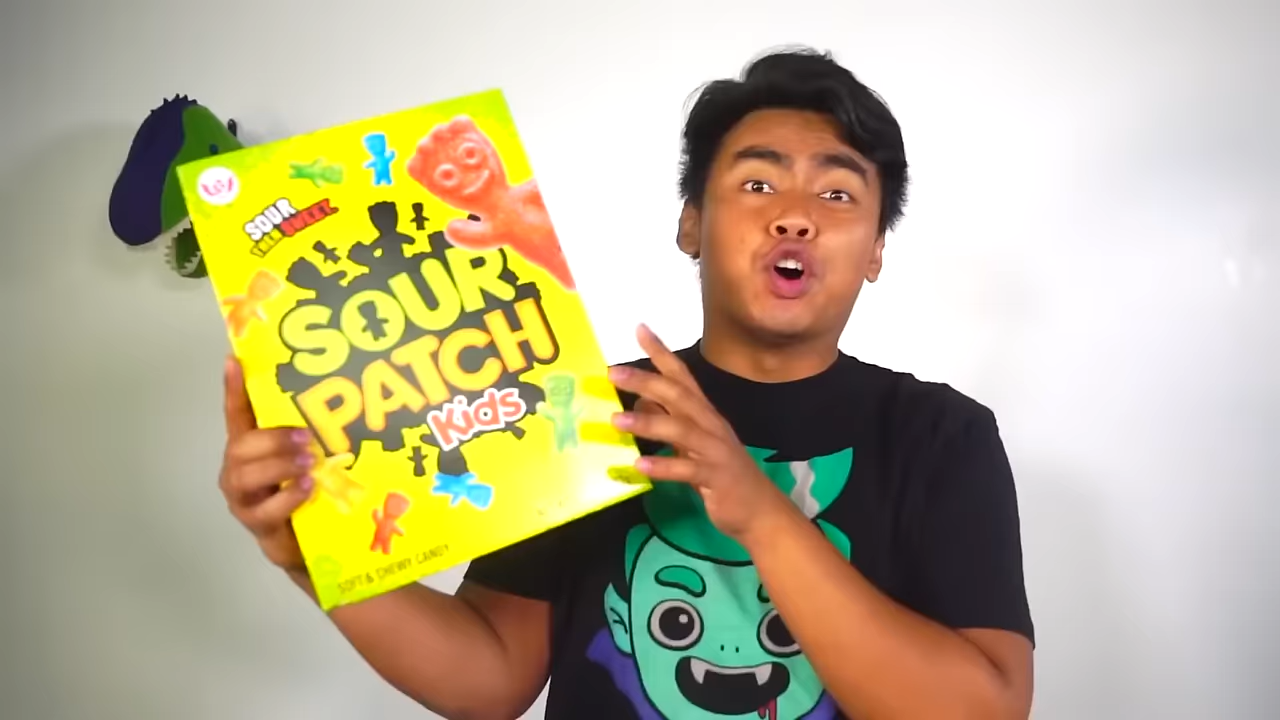 SOUR
THEN SWEET.
SOUR
PATCH
Kids
SOFT & CHEWY CANDY